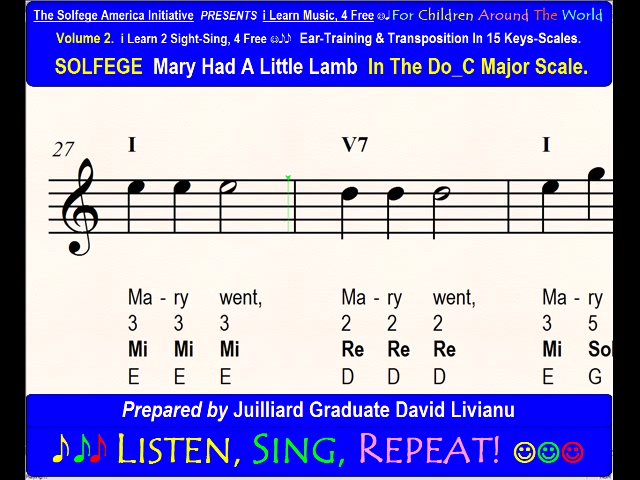 The Solfege America Initiative PRESENTS i Learn Music, 4 Free For Children Around The World
Volume 2. i Learn 2 Sight-Sing, 4 Free Ear-Training & Transposition In 15 Keys-Scales.
SOLFEGE Mary Had A Little Lamb In The Do_C Major Scale.
27 I V7 I
Ma - ry went, Ma - ry went, Ma - ry
3 3 3 2 2 2 3 5
Mi Mi Mi Re Re Re Mi Sol
E E E D D D E G
Prepared by Juilliard Graduate David Livianu
LISTEN, SING, REPEAT!